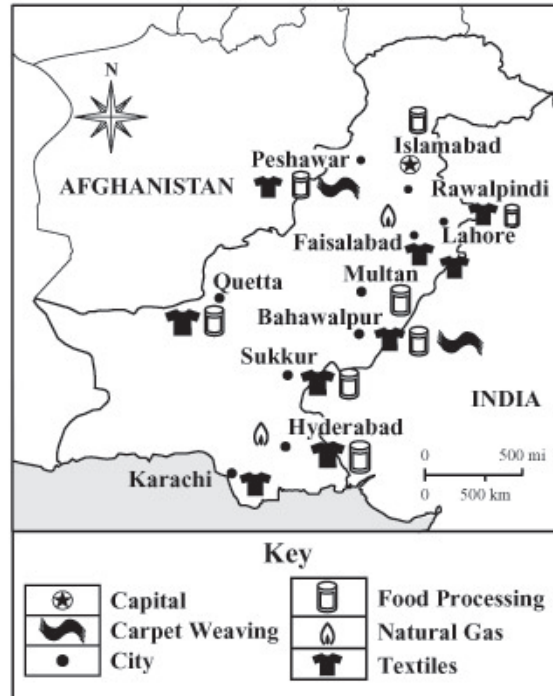 N
Islamabad
Peshawar
AFGHANISTAN
Rawalpindi
Lahore
Faisalabad
Quetta
Multan
Bahawalpur
Sukkur
INDIA
Hyderabad
0 500 mi
0 500 km
Karachi
Key
Capital
Food Processing
Carpet Weaving
Natural Gas
City
Textiles